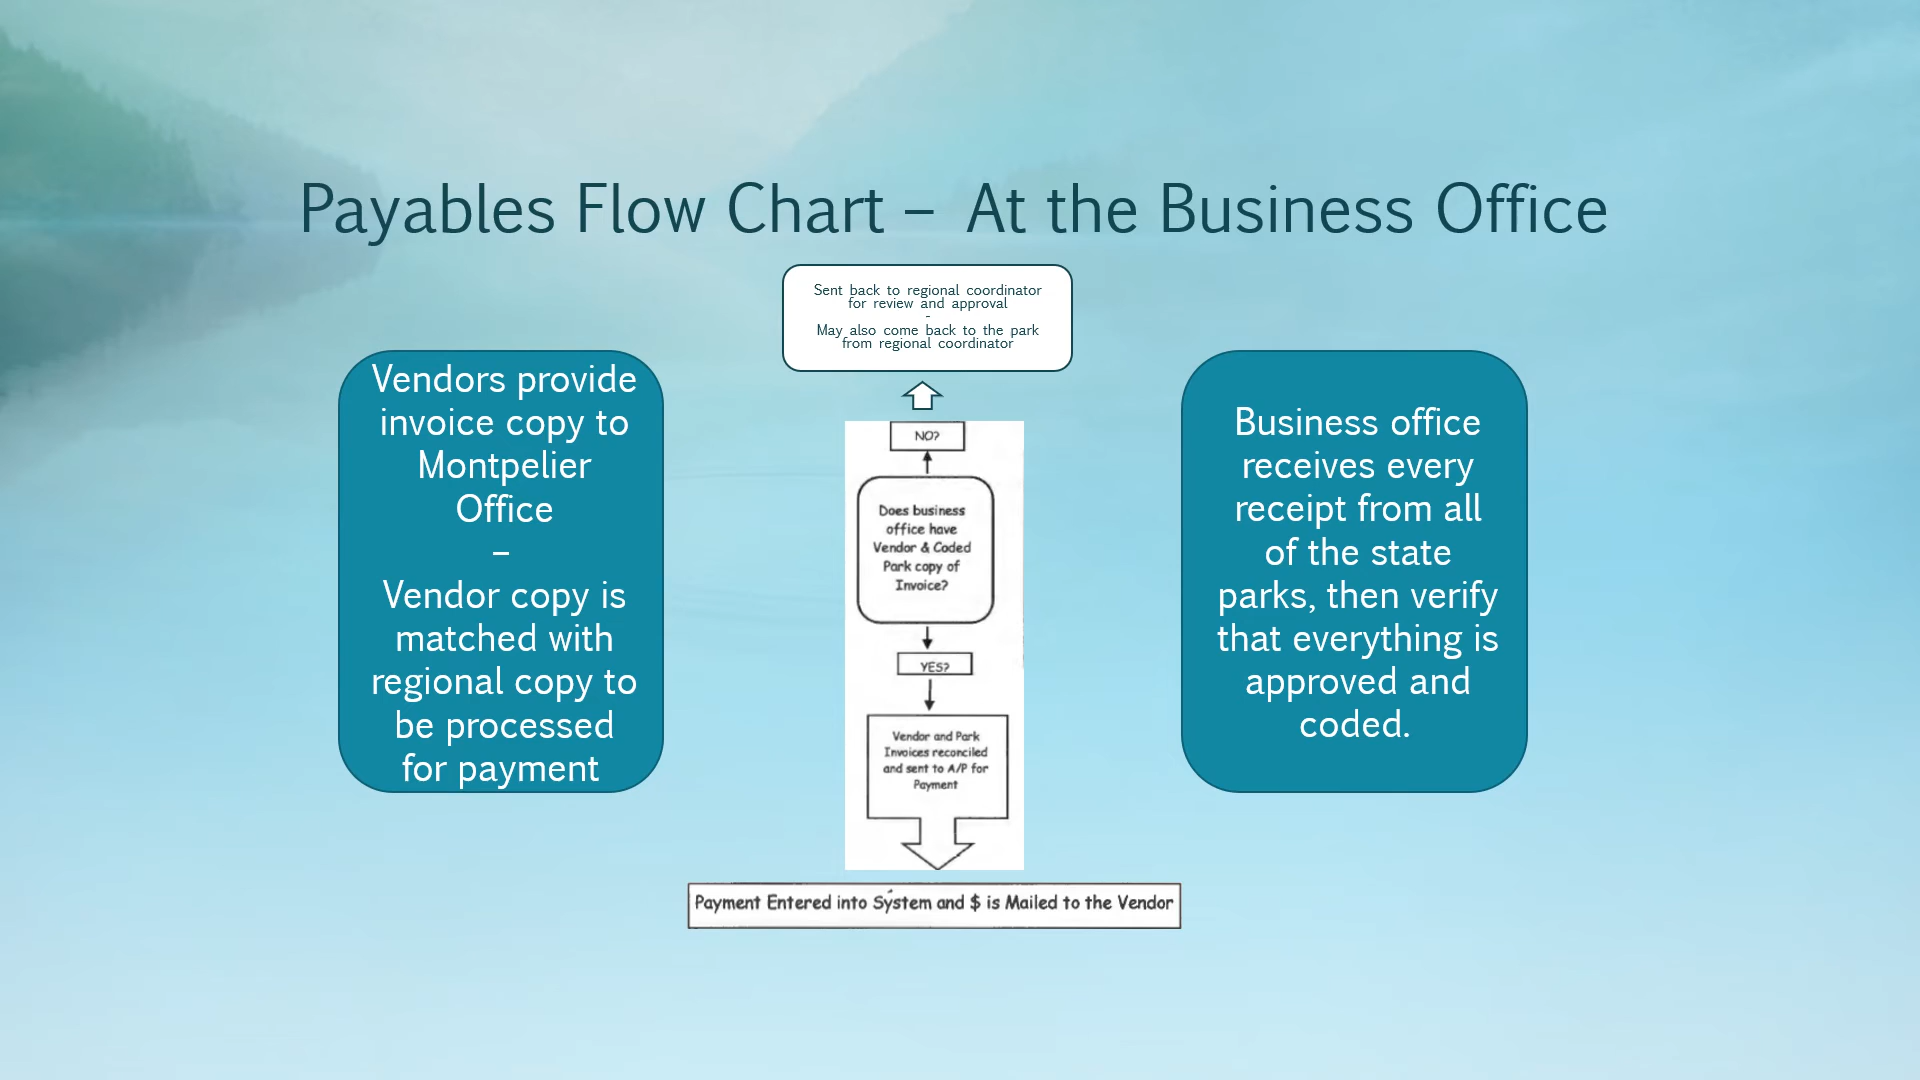 Payables Flow Chart – At the Business Office
Sent back to regional coordinator
for review and approval
-
May also come back to the park
from regional coordinator
Vendors provide
invoice copy to
Montpelier
Office
–
Vendor copy is
matched with
regional copy to
be processed
for payment
NO?
Does business
office have
Vendor & Coded
Park copy of
Invoice?
YES?
Vendor and Park
Invoices reconciled
and sent to A/P for
Payment
Payment Entered into System and $ is Mailed to the Vendor
Business office
receives every
receipt from all
of the state
parks, then verify
that everything is
approved and
coded.